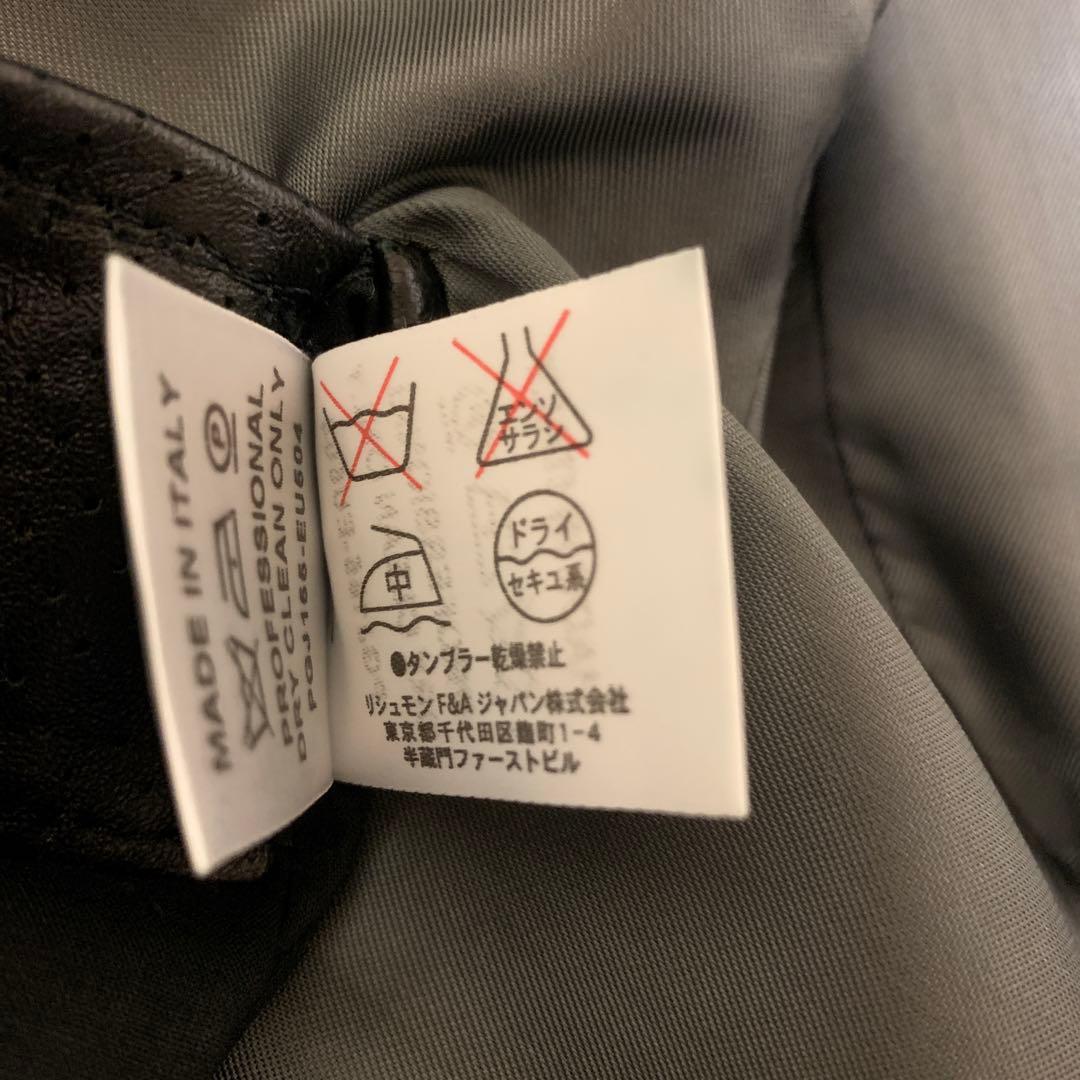 MADE IN ITALY
P
PROFESSIONAL
DRY CLEAN ONLY
PGJ166-EU504
エンソ
サラシ
中
ドライ
セキユ系
●タンブラー乾燥禁止
リシュモン F&A ジャパン株式会社
東京都千代田区麹町1-4
半蔵門ファーストビル